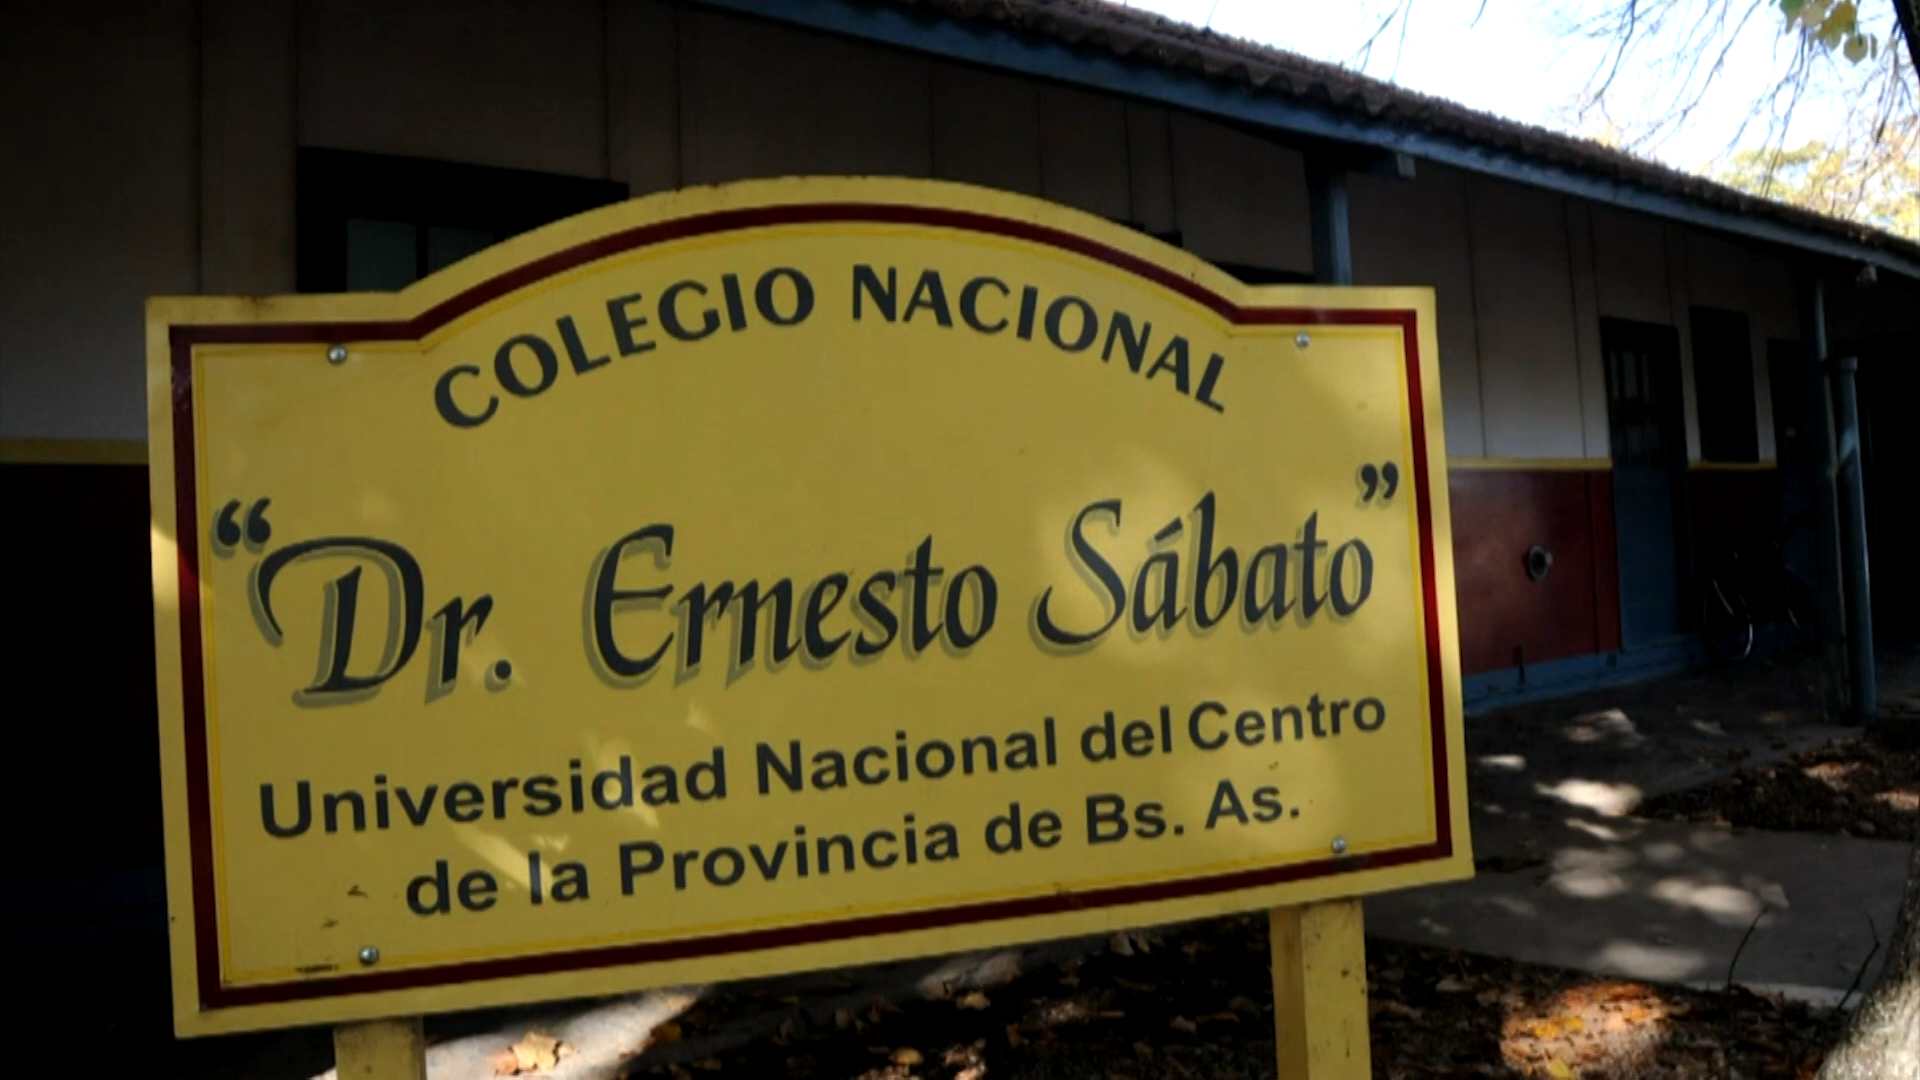 COLEGIO NACIONAL
“Dr. Ernesto Sábato”
Universidad Nacional del Centro
de la Provincia de Bs. As.